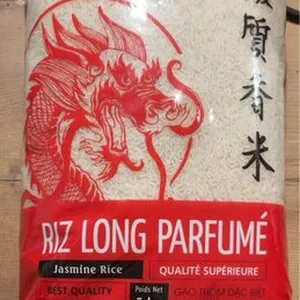 質香米
RIZ LONG PARFUMÉ
Jasmine Rice
QUALITÉ SUPÉRIEURE
BEST QUALITY
Poids Net
GẠO THƠM ĐẶC BIỆT